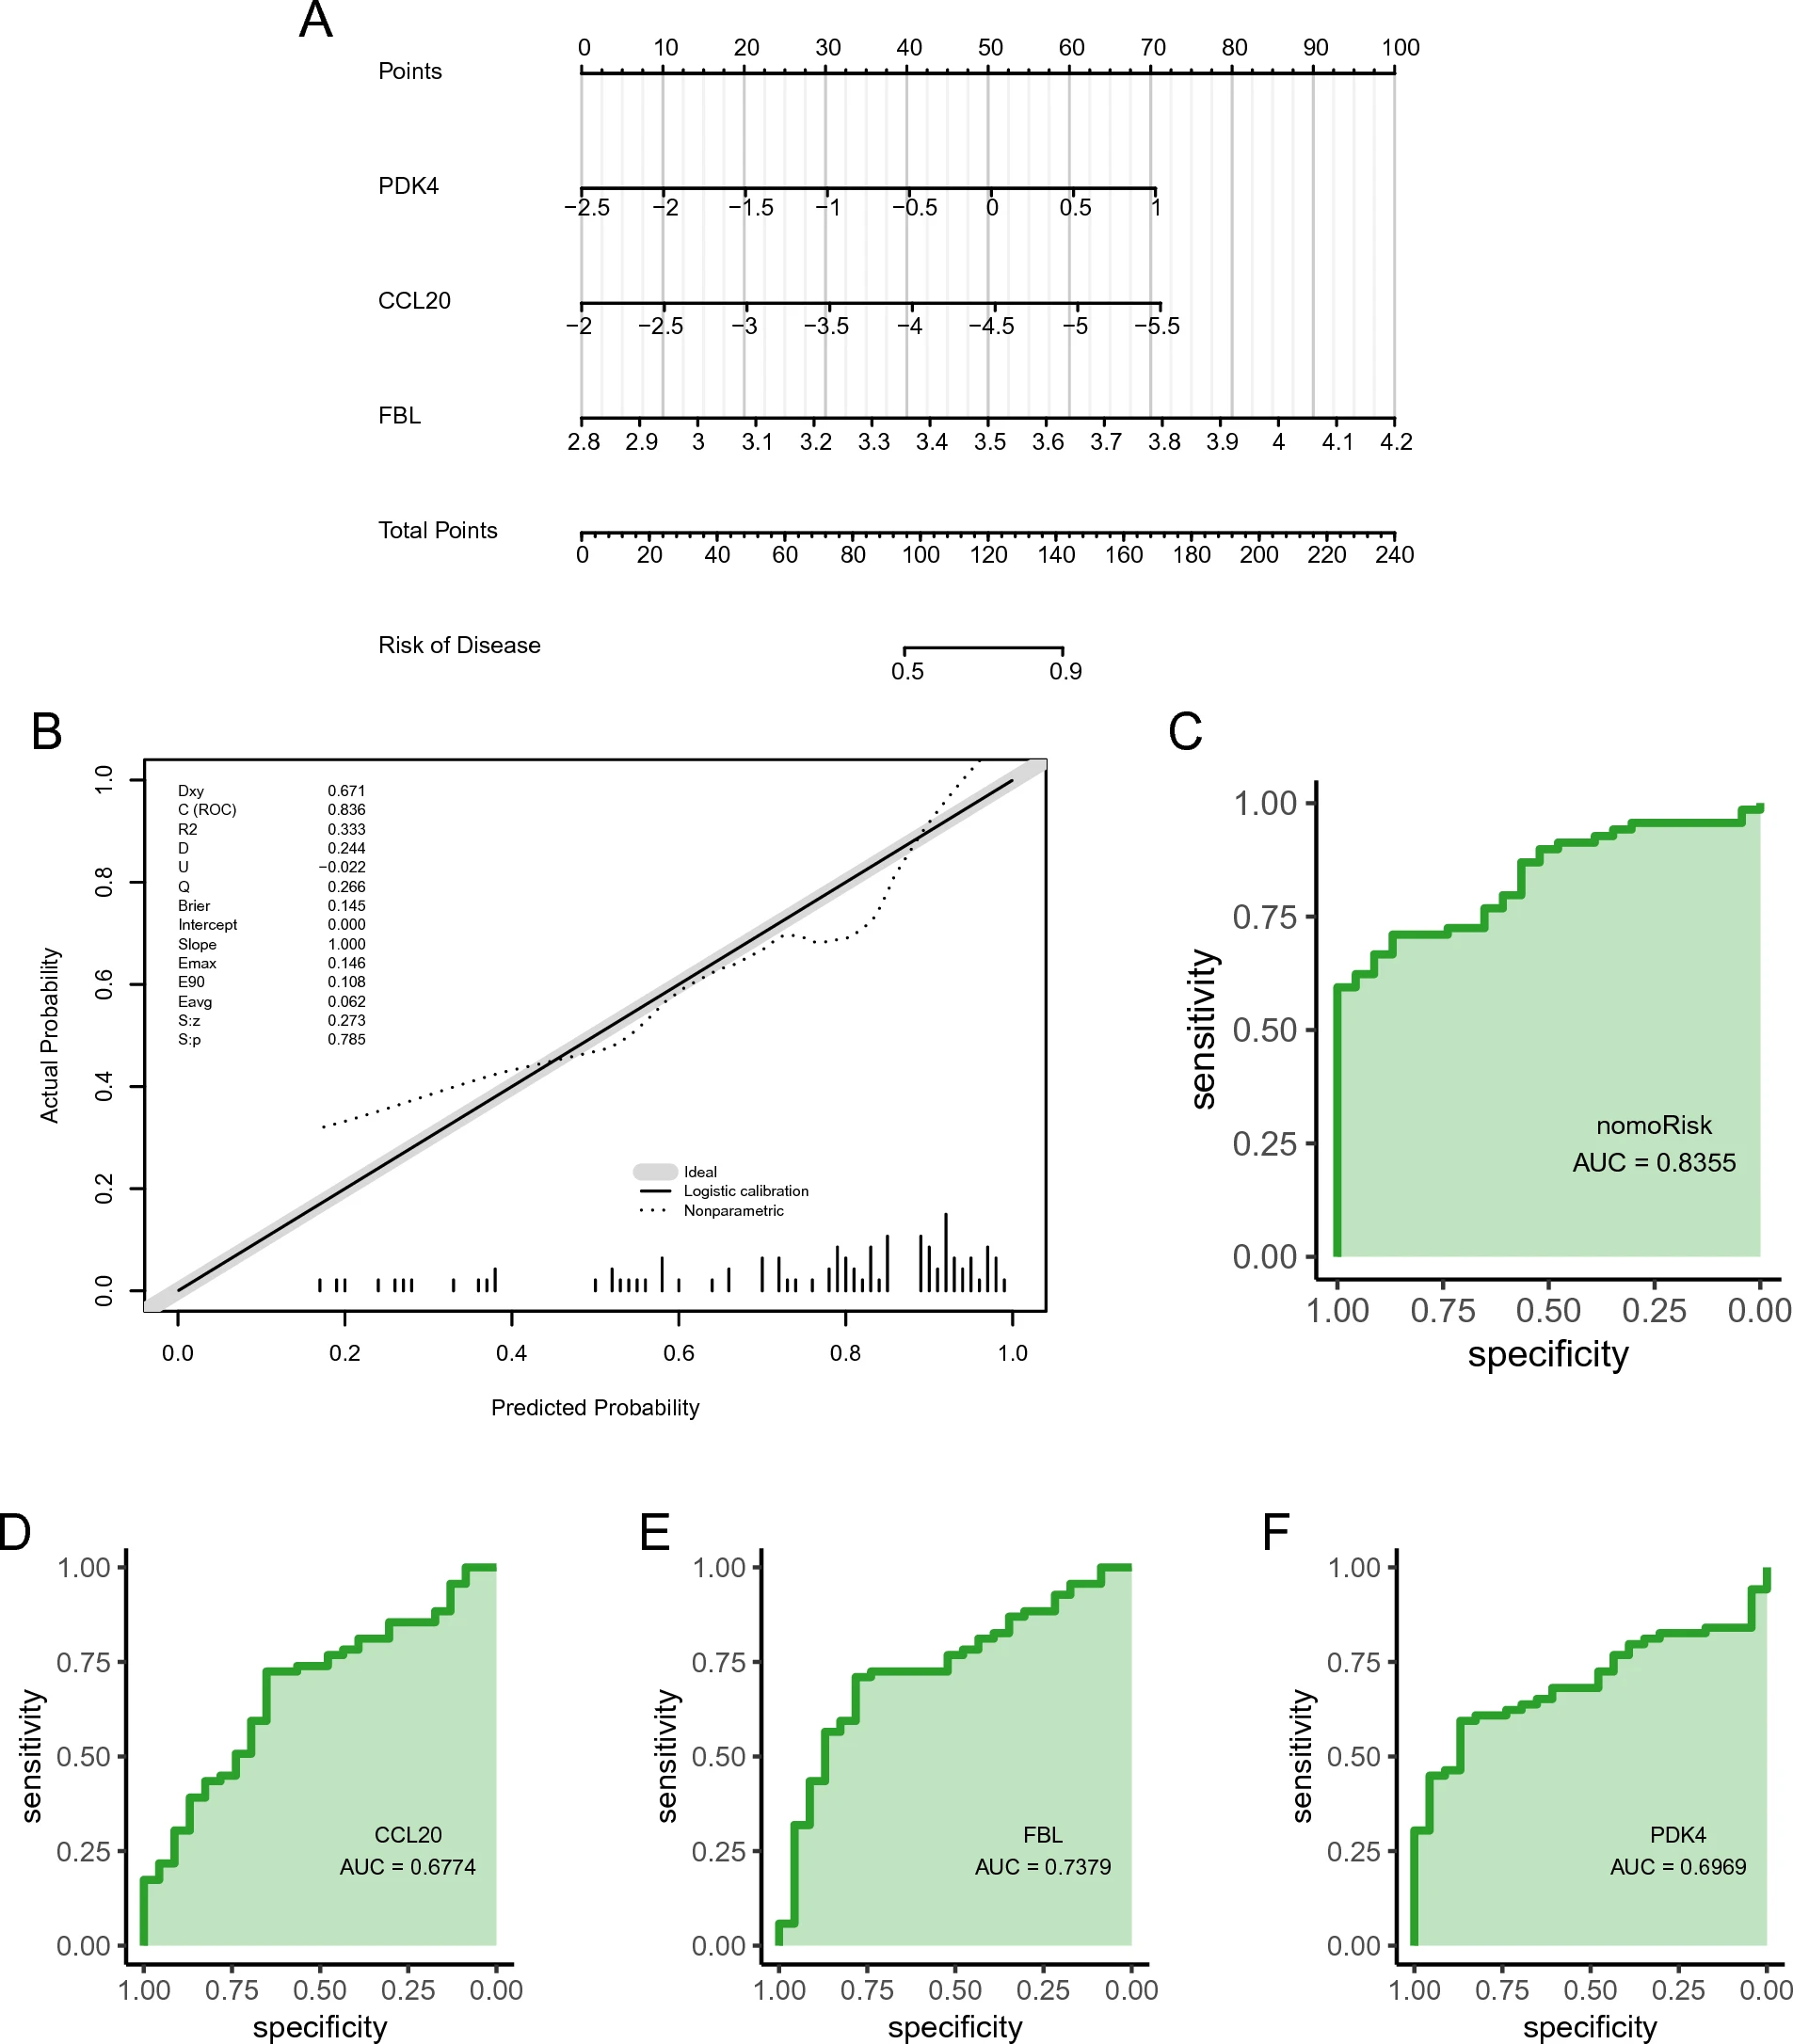 A
0 10 20 30 40 50 60 70 80 90 100
Points
PDK4
−2.5 −2 −1.5 −1 −0.5 0 0.5 1
CCL20
−2 −2.5 −3 −3.5 −4 −4.5 −5 −5.5
FBL
2.8 2.9 3 3.1 3.2 3.3 3.4 3.5 3.6 3.7 3.8 3.9 4 4.1 4.2
Total Points
0 20 40 60 80 100 120 140 160 180 200 220 240
Risk of Disease
0.5 0.9
B
Actual Probability
1.0
0.8
0.6
0.4
0.2
0.0
Dxy 0.671
C (ROC) 0.836
R2 0.333
D 0.244
U −0.022
Q 0.266
Brier 0.145
Intercept 0.000
Slope 1.000
Emax 0.146
E90 0.108
Eavg 0.062
S:z 0.273
S:p 0.785
Ideal
Logistic calibration
Nonparametric
0.0 0.2 0.4 0.6 0.8 1.0
Predicted Probability
C
sensitivity
1.00
0.75
0.50
0.25
0.00
nomoRisk
AUC = 0.8355
1.00 0.75 0.50 0.25 0.00
specificity
D
sensitivity
1.00
0.75
0.50
0.25
0.00
CCL20
AUC = 0.6774
1.00 0.75 0.50 0.25 0.00
specificity
E
sensitivity
1.00
0.75
0.50
0.25
0.00
FBL
AUC = 0.7379
1.00 0.75 0.50 0.25 0.00
specificity
F
sensitivity
1.00
0.75
0.50
0.25
0.00
PDK4
AUC = 0.6969
1.00 0.75 0.50 0.25 0.00
specificity